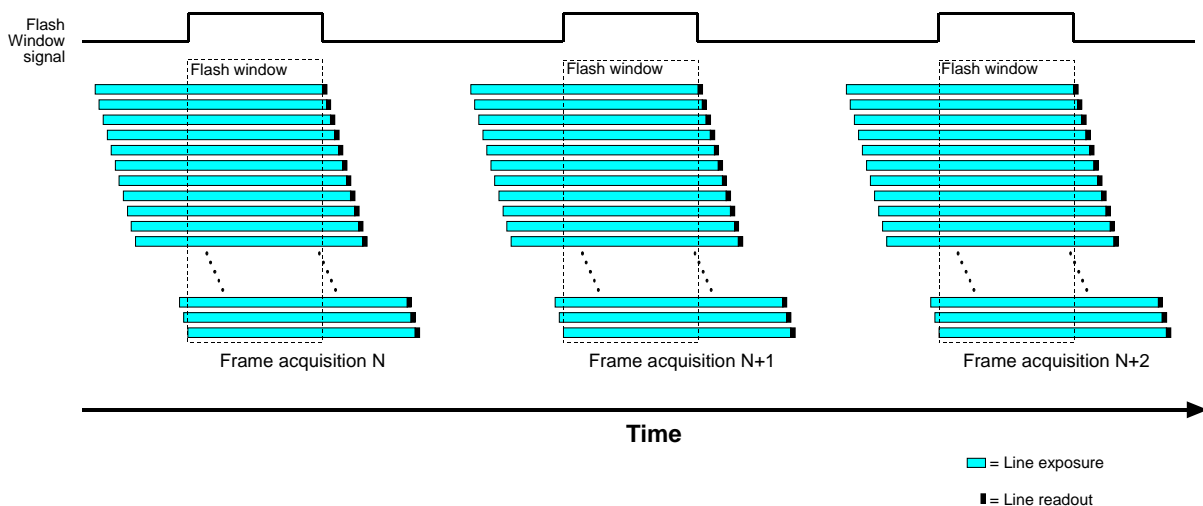 Flash
Window
signal
Flash window
Flash window
Flash window
Frame acquisition N
Frame acquisition N+1
Frame acquisition N+2
Time
= Line exposure
= Line readout